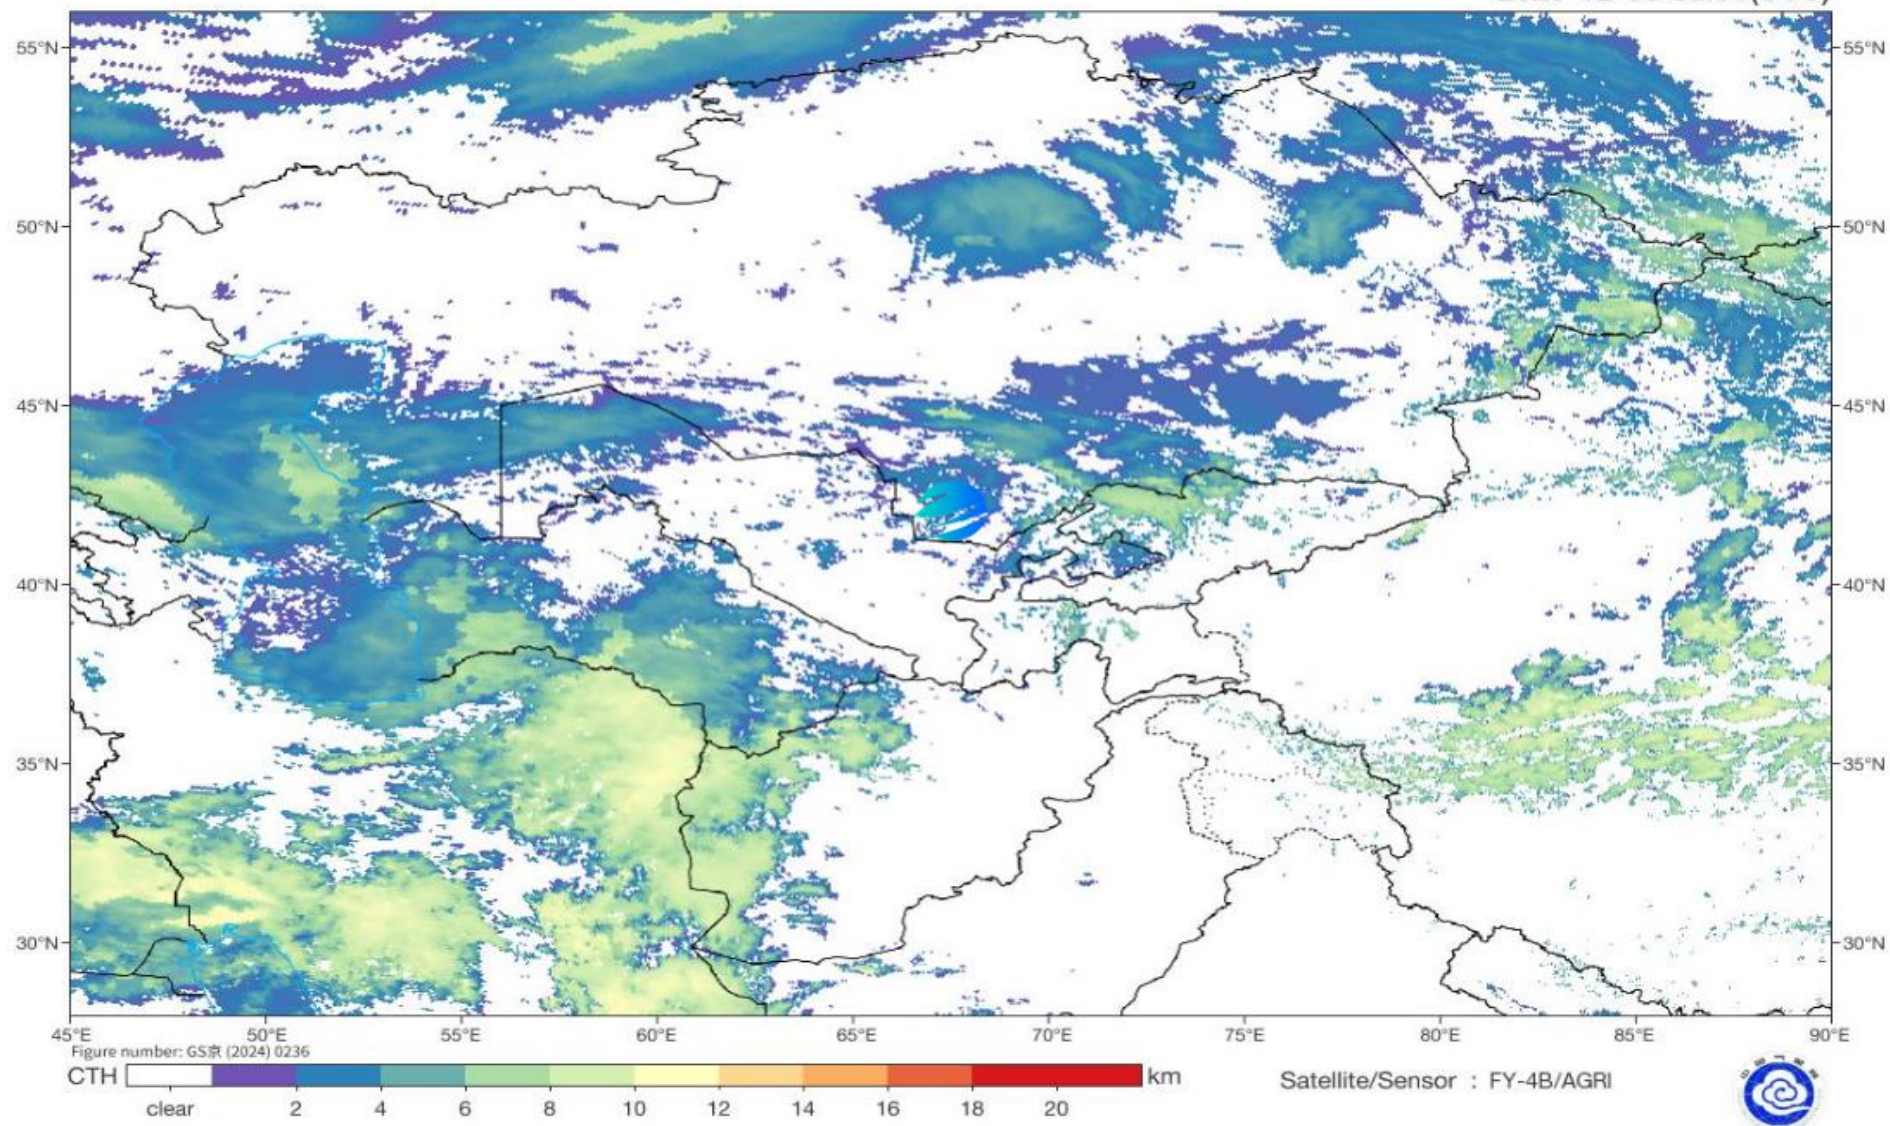 55°N 55°N
50°N 50°N
45°N 45°N
40°N 40°N
35°N 35°N
30°N 30°N
45°E 50°E 55°E 60°E 65°E 70°E 75°E 80°E 85°E 90°E
Figure number: GS京 (2024) 0236
CTH km
clear 2 4 6 8 10 12 14 16 18 20
Satellite/Sensor : FY-4B/AGRI